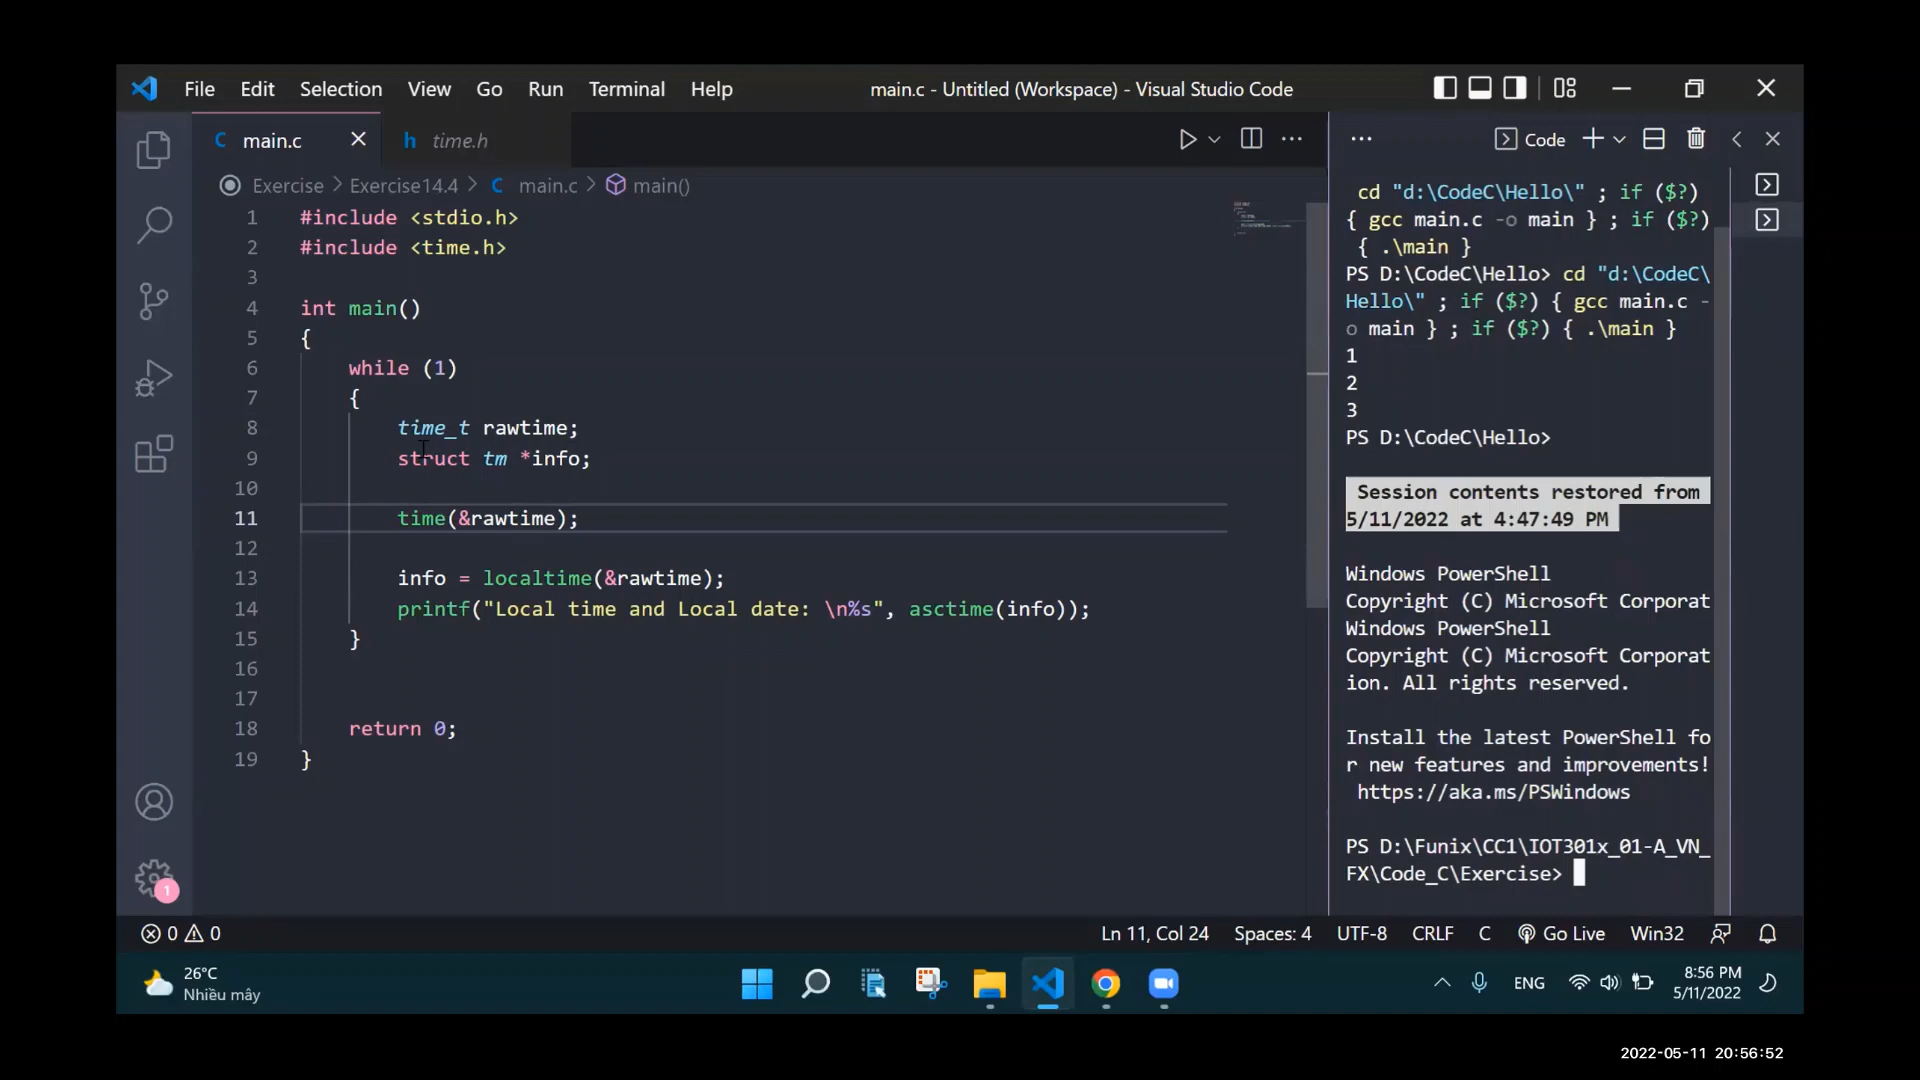 File Edit Selection View Go Run Terminal Help
main.c - Untitled (Workspace) - Visual Studio Code
C main.c
h time.h
Exercise > Exercise14.4 > C main.c > main()
1 #include <stdio.h>
2 #include <time.h>
3
4 int main()
5 {
6 while (1)
7 {
8 time_t rawtime;
9 struct tm *info;
10
11 time(&rawtime);
12
13 info = localtime(&rawtime);
14 printf("Local time and Local date: \n%s", asctime(info));
15 }
16
17
18 return 0;
19 }
Code
cd "d:\CodeC\Hello\" ; if ($?)
{ gcc main.c -o main } ; if ($?)
{ .\main }
PS D:\CodeC\Hello> cd "d:\CodeC\
Hello\" ; if ($?) { gcc main.c -
o main } ; if ($?) { .\main }
1
2
3
PS D:\CodeC\Hello>
Session contents restored from
5/11/2022 at 4:47:49 PM
Windows PowerShell
Copyright (C) Microsoft Corporat
Windows PowerShell
Copyright (C) Microsoft Corporat
ion. All rights reserved.
Install the latest PowerShell fo
r new features and improvements!
https://aka.ms/PSWindows
PS D:\Funix\CC1\IOT301x_01-A_VN_
FX\Code_C\Exercise>
1
0 0
Ln 11, Col 24 Spaces: 4 UTF-8 CRLF C Go Live Win32
26°C
Nhiều mây
ENG
8:56 PM
5/11/2022
2022-05-11 20:56:52